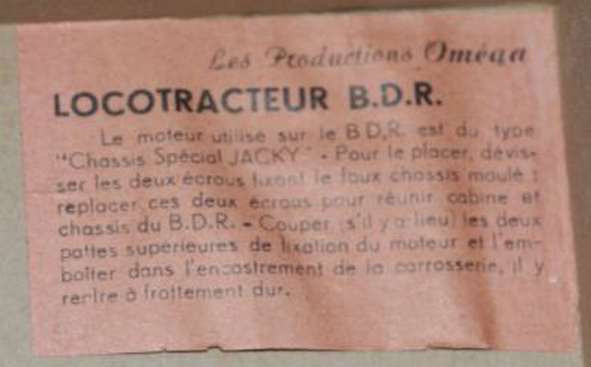 Les Productions Oméga
LOCOTRACTEUR B.D.R.
Le moteur utilisé sur le B.D.R. est du type
"Chassis Spécial JACKY" - Pour le placer, dévis-
ser les deux écrous fixant le faux chassis moulé ;
replacer ces deux écrous pour réunir cabine et
chassis du B.D.R. - Couper (s'il y a lieu) les deux
pattes supérieures de fixation du moteur et l'em-
boîter dans l'encastrement de la carrosserie, il y
rentre à frottement dur.